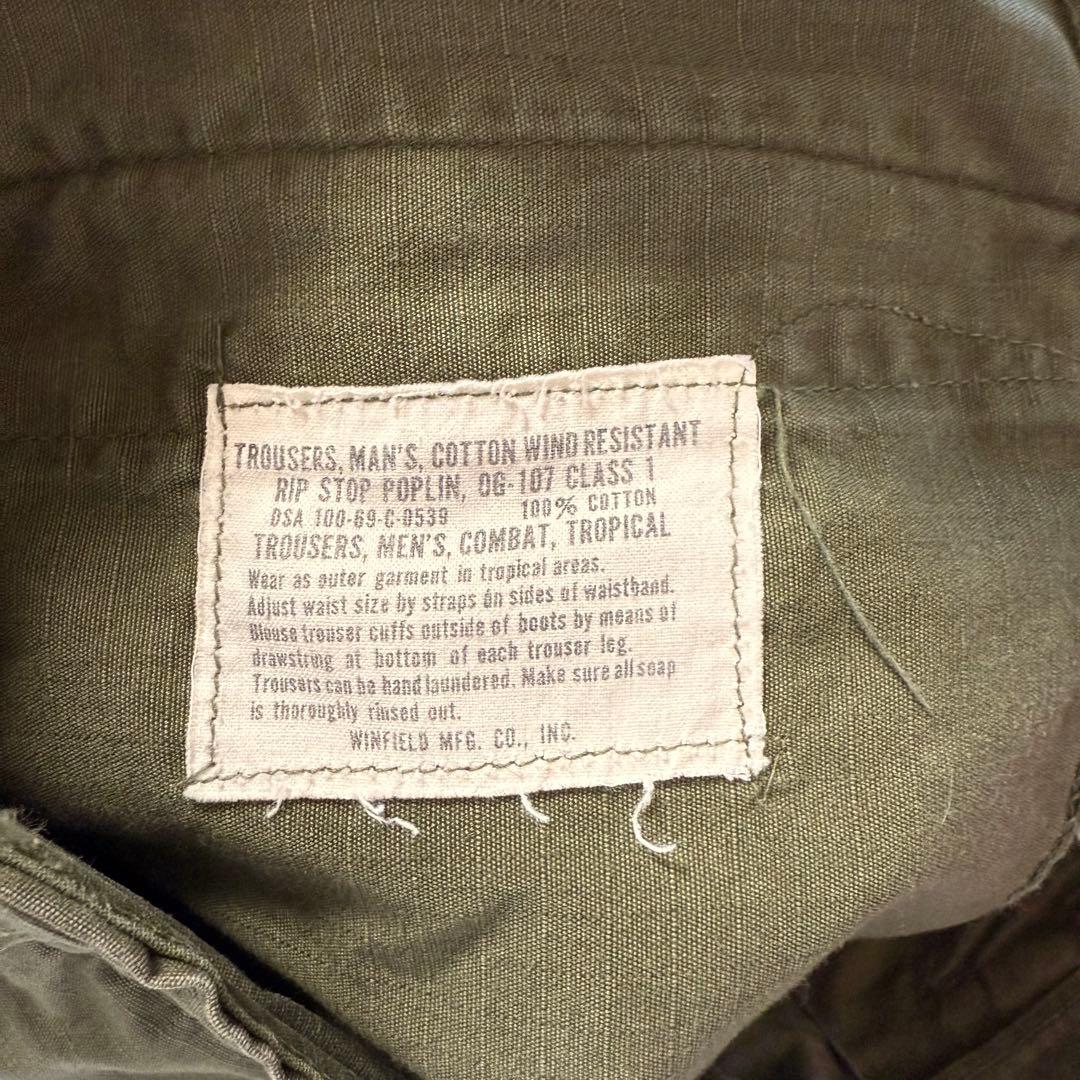 TROUSERS, MAN'S, COTTON WIND RESISTANT
RIP STOP POPLIN, OG-107 CLASS 1
DSA 100-69-C-0539 100% COTTON
TROUSERS, MEN'S, COMBAT, TROPICAL
Wear as outer garment in tropical areas.
Adjust waist size by straps on sides of waistband.
Blouse trouser cuffs outside of boots by means of
drawstring at bottom of each trouser leg.
Trousers can be hand laundered. Make sure all soap
is thoroughly rinsed out.
WINFIELD MFG. CO., INC.